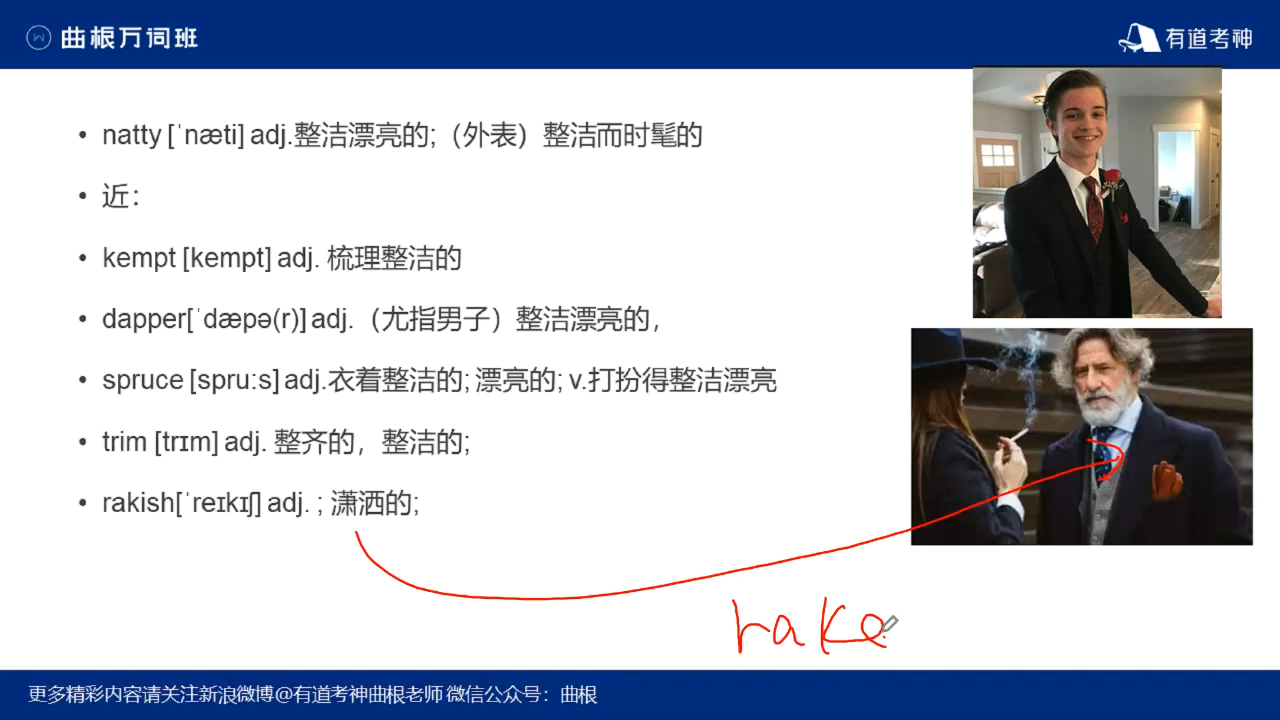 曲根万词班
有道考神
• natty [ˈnæti] adj.整洁漂亮的;（外表）整洁而时髦的
• 近：
• kempt [kempt] adj. 梳理整洁的
• dapper[ˈdæpə(r)] adj.（尤指男子）整洁漂亮的，
• spruce [spruːs] adj.衣着整洁的; 漂亮的; v.打扮得整洁漂亮
• trim [trɪm] adj. 整齐的，整洁的;
• rakish[ˈreɪkɪʃ] adj. ; 潇洒的;
rake
更多精彩内容请关注新浪微博@有道考神曲根老师 微信公众号：曲根